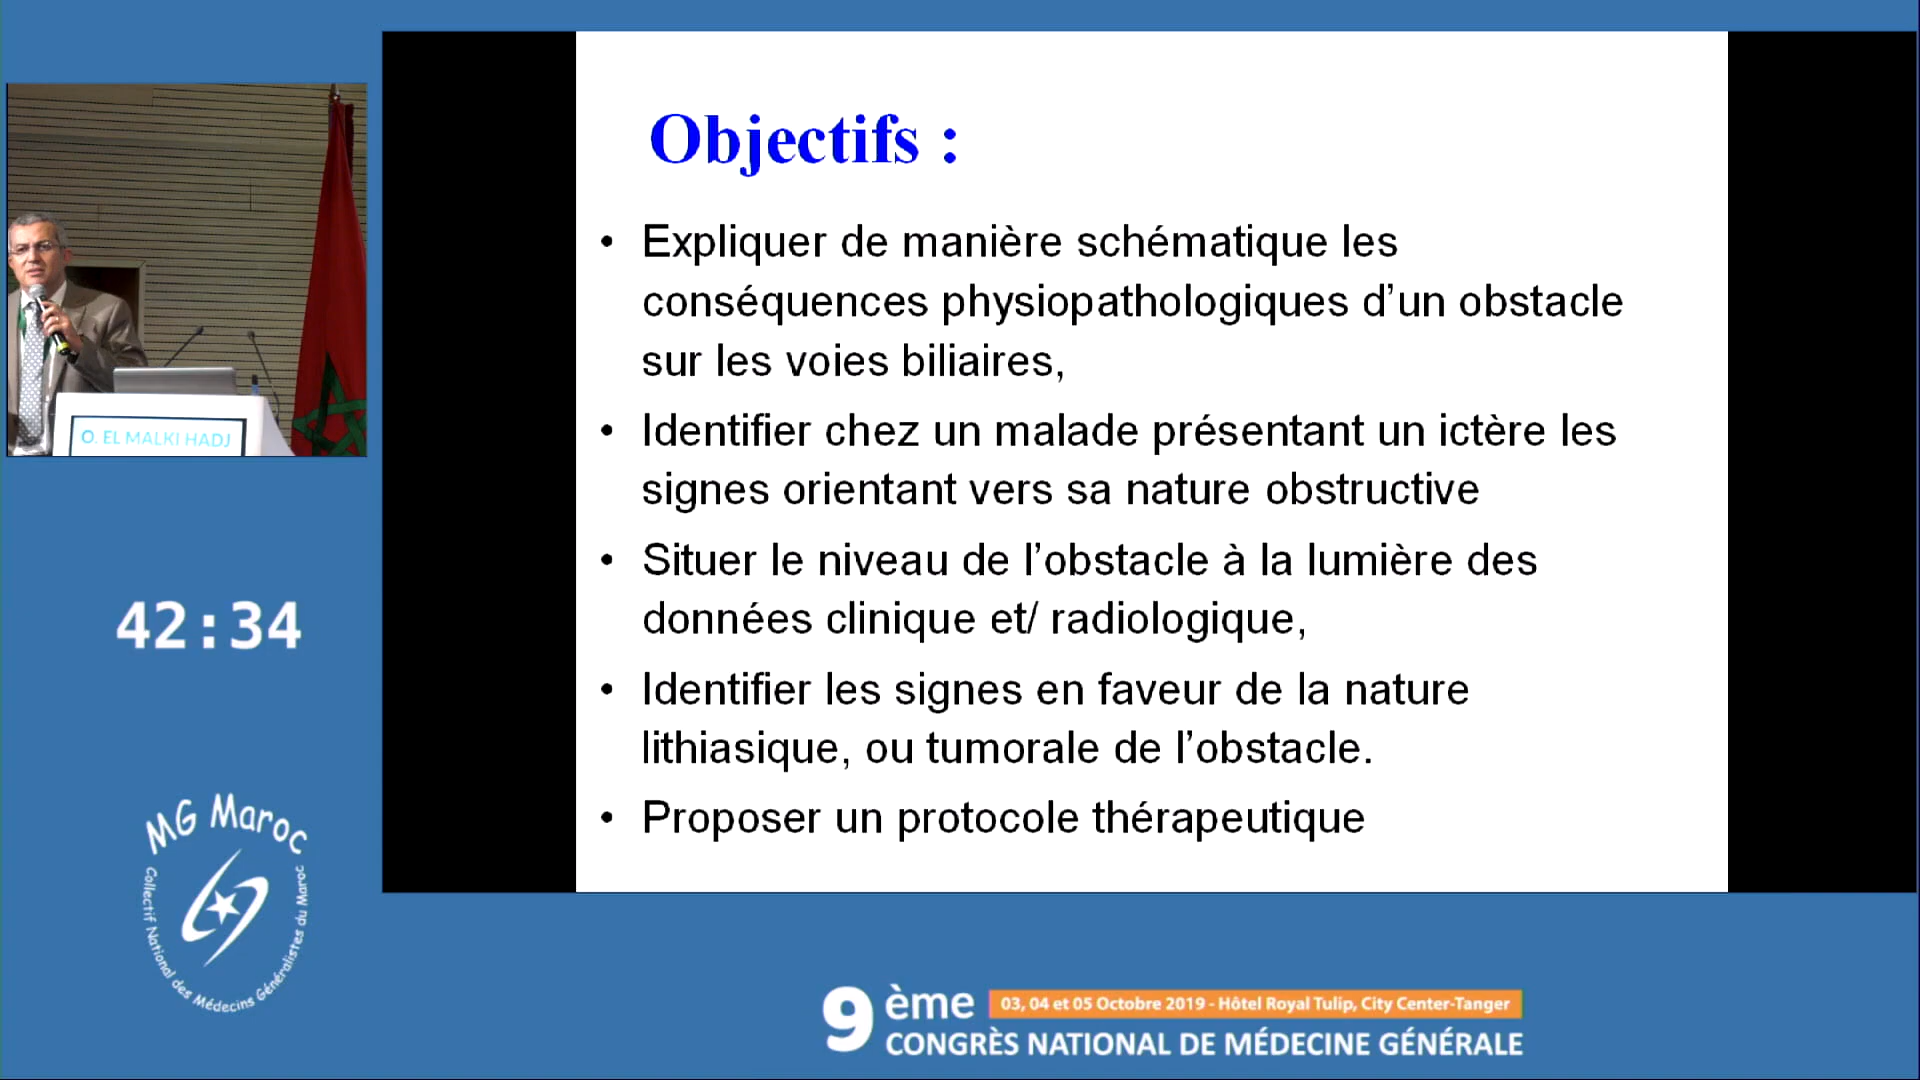 Objectifs :
• Expliquer de manière schématique les
conséquences physiopathologiques d’un obstacle
sur les voies biliaires,
• Identifier chez un malade présentant un ictère les
signes orientant vers sa nature obstructive
• Situer le niveau de l’obstacle à la lumière des
données clinique et/ radiologique,
• Identifier les signes en faveur de la nature
lithiasique, ou tumorale de l’obstacle.
• Proposer un protocole thérapeutique
O. EL MALKI HADJ
42:34
MG Maroc
Collectif National des Médecins Généralistes du Maroc
9 ème
03, 04 et 05 Octobre 2019 - Hôtel Royal Tulip, City Center-Tanger
CONGRÈS NATIONAL DE MÉDECINE GÉNÉRALE